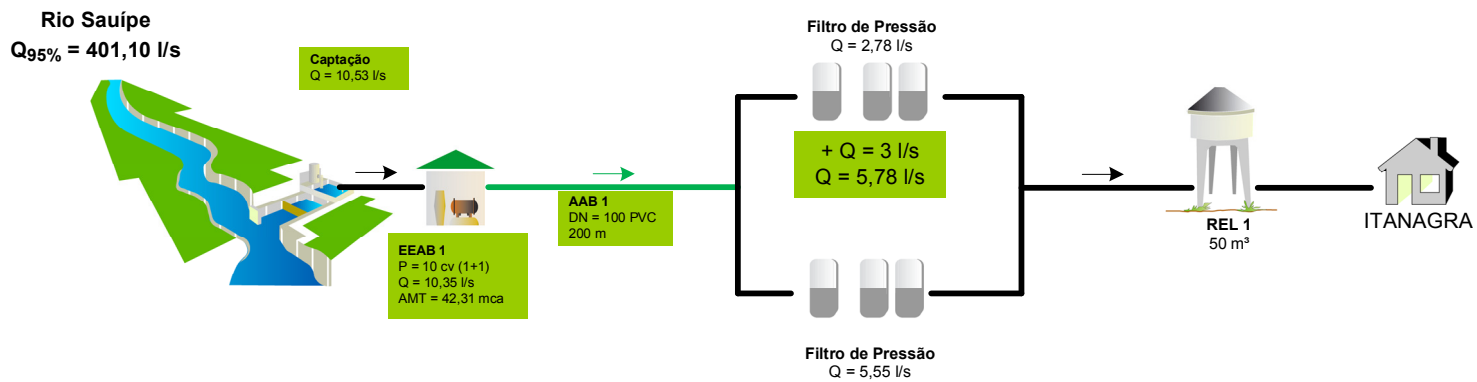 Rio Sauípe
Q95% = 401,10 l/s
Captação
Q = 10,53 l/s
EEAB 1
P = 10 cv (1+1)
Q = 10,35 l/s
AMT = 42,31 mca
AAB 1
DN = 100 PVC
200 m
Filtro de Pressão
Q = 2,78 l/s
+ Q = 3 l/s
Q = 5,78 l/s
Filtro de Pressão
Q = 5,55 l/s
REL 1
50 m³
ITANAGRA